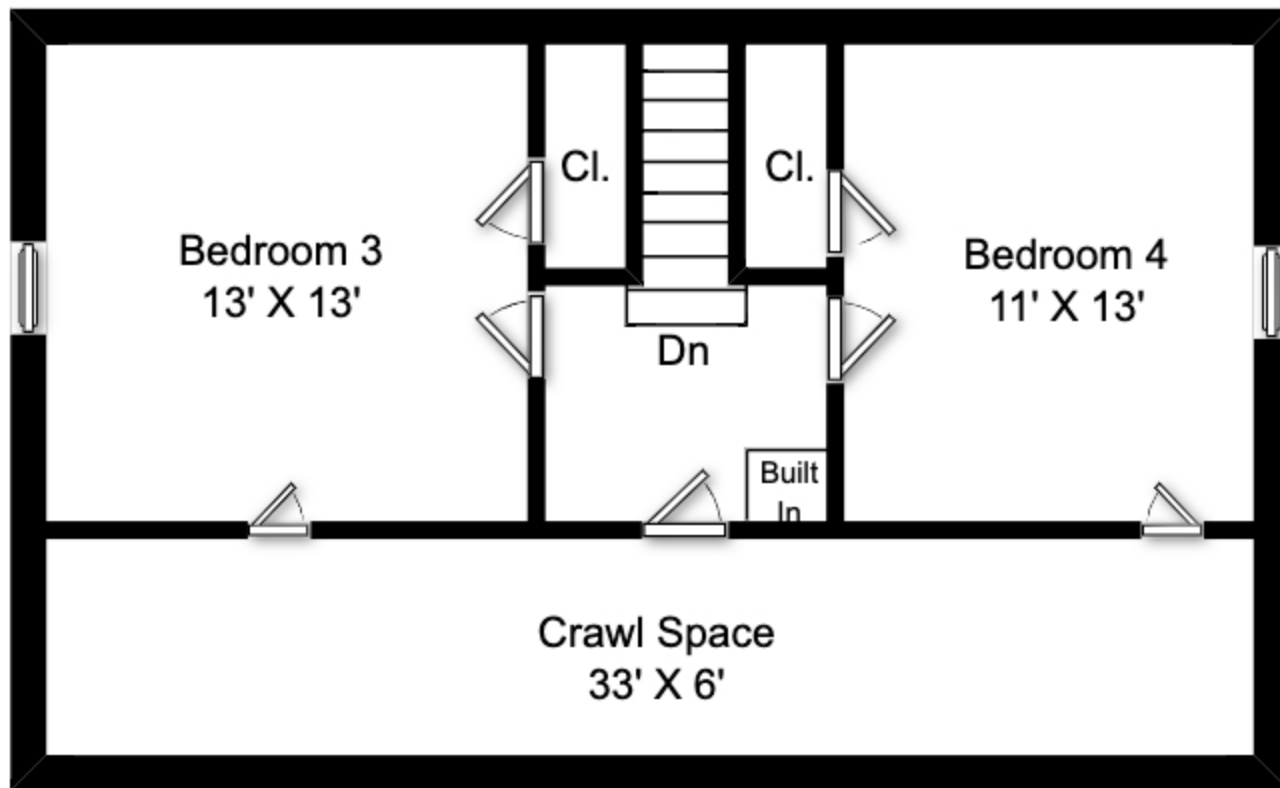 Cl.
Cl.
Bedroom 3
13' X 13'
Bedroom 4
11' X 13'
Dn
Built
In
Crawl Space
33' X 6'